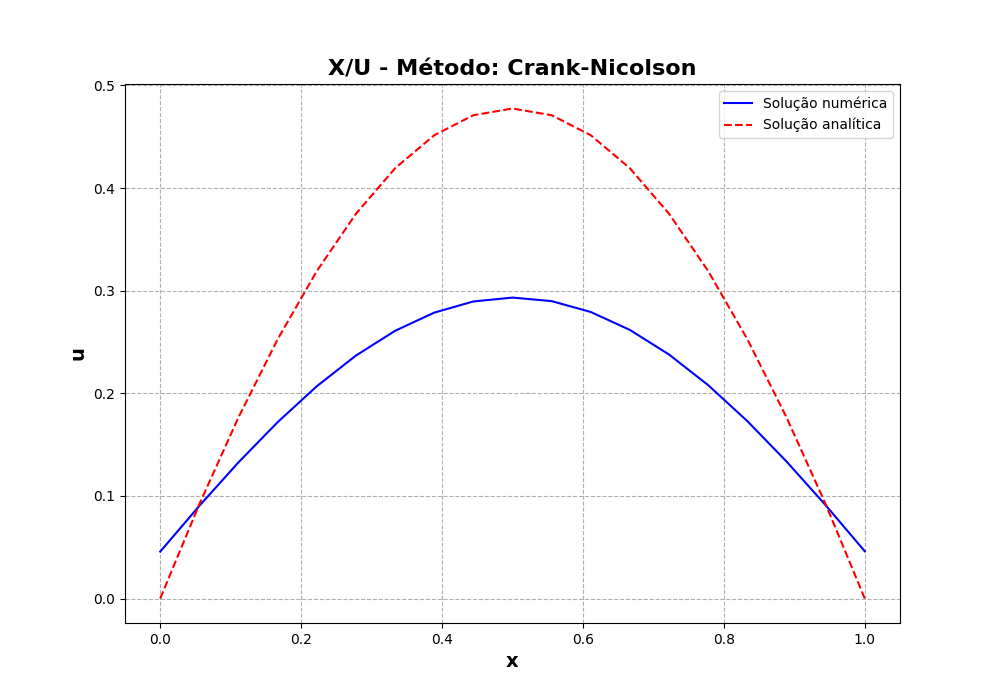 X/U - Método: Crank-Nicolson
Solução numérica
Solução analítica
0.5
0.4
0.3
0.2
0.1
0.0
u
0.0 0.2 0.4 0.6 0.8 1.0
x